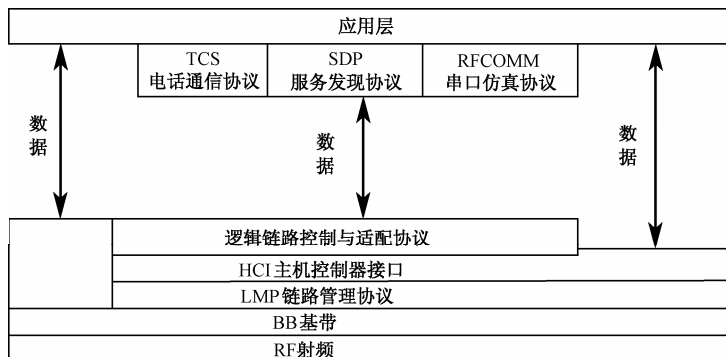 应用层
TCS
电话通信协议
SDP
服务发现协议
RFCOMM
串口仿真协议
数据
数据
数据
逻辑链路控制与适配协议
HCI主机控制器接口
LMP链路管理协议
BB基带
RF射频